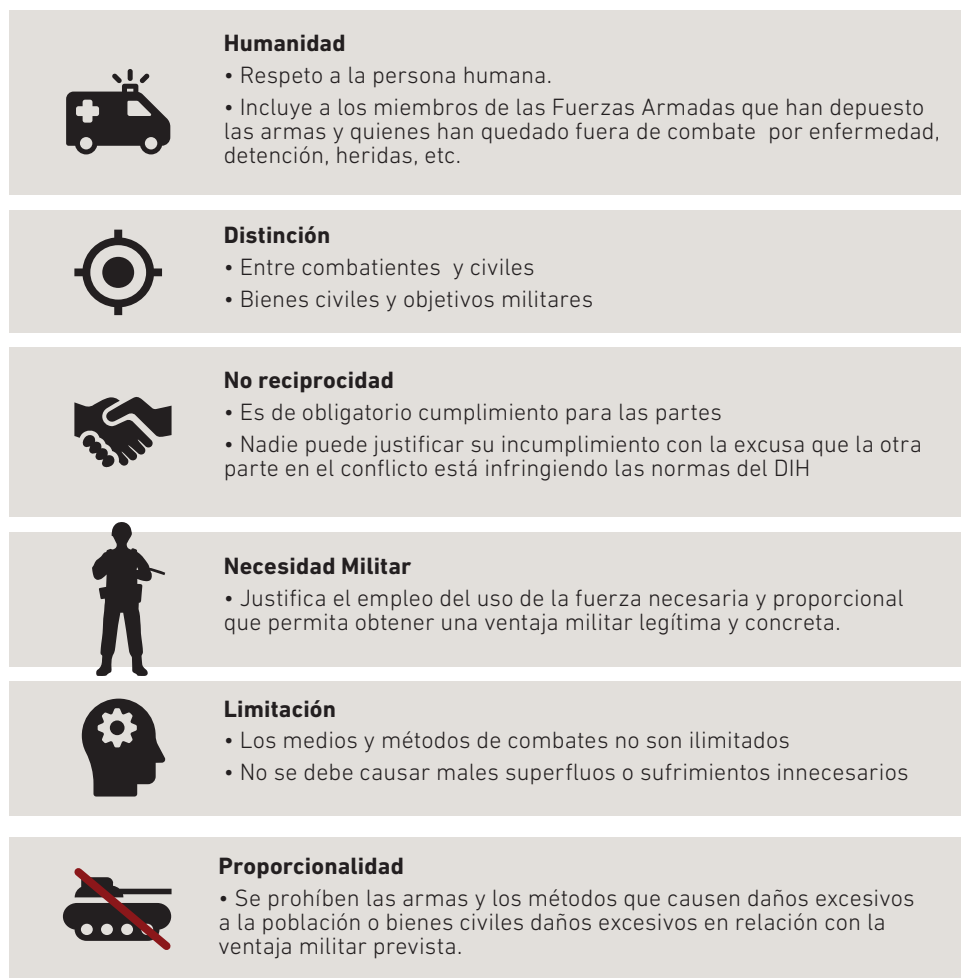 Humanidad
• Respeto a la persona humana.
• Incluye a los miembros de las Fuerzas Armadas que han depuesto
las armas y quienes han quedado fuera de combate por enfermedad,
detención, heridas, etc.
Distinción
• Entre combatientes y civiles
• Bienes civiles y objetivos militares
No reciprocidad
• Es de obligatorio cumplimiento para las partes
• Nadie puede justificar su incumplimiento con la excusa que la otra
parte en el conflicto está infringiendo las normas del DIH
Necesidad Militar
• Justifica el empleo del uso de la fuerza necesaria y proporcional
que permita obtener una ventaja militar legítima y concreta.
Limitación
• Los medios y métodos de combates no son ilimitados
• No se debe causar males superfluos o sufrimientos innecesarios
Proporcionalidad
• Se prohíben las armas y los métodos que causen daños excesivos
a la población o bienes civiles daños excesivos en relación con la
ventaja militar prevista.